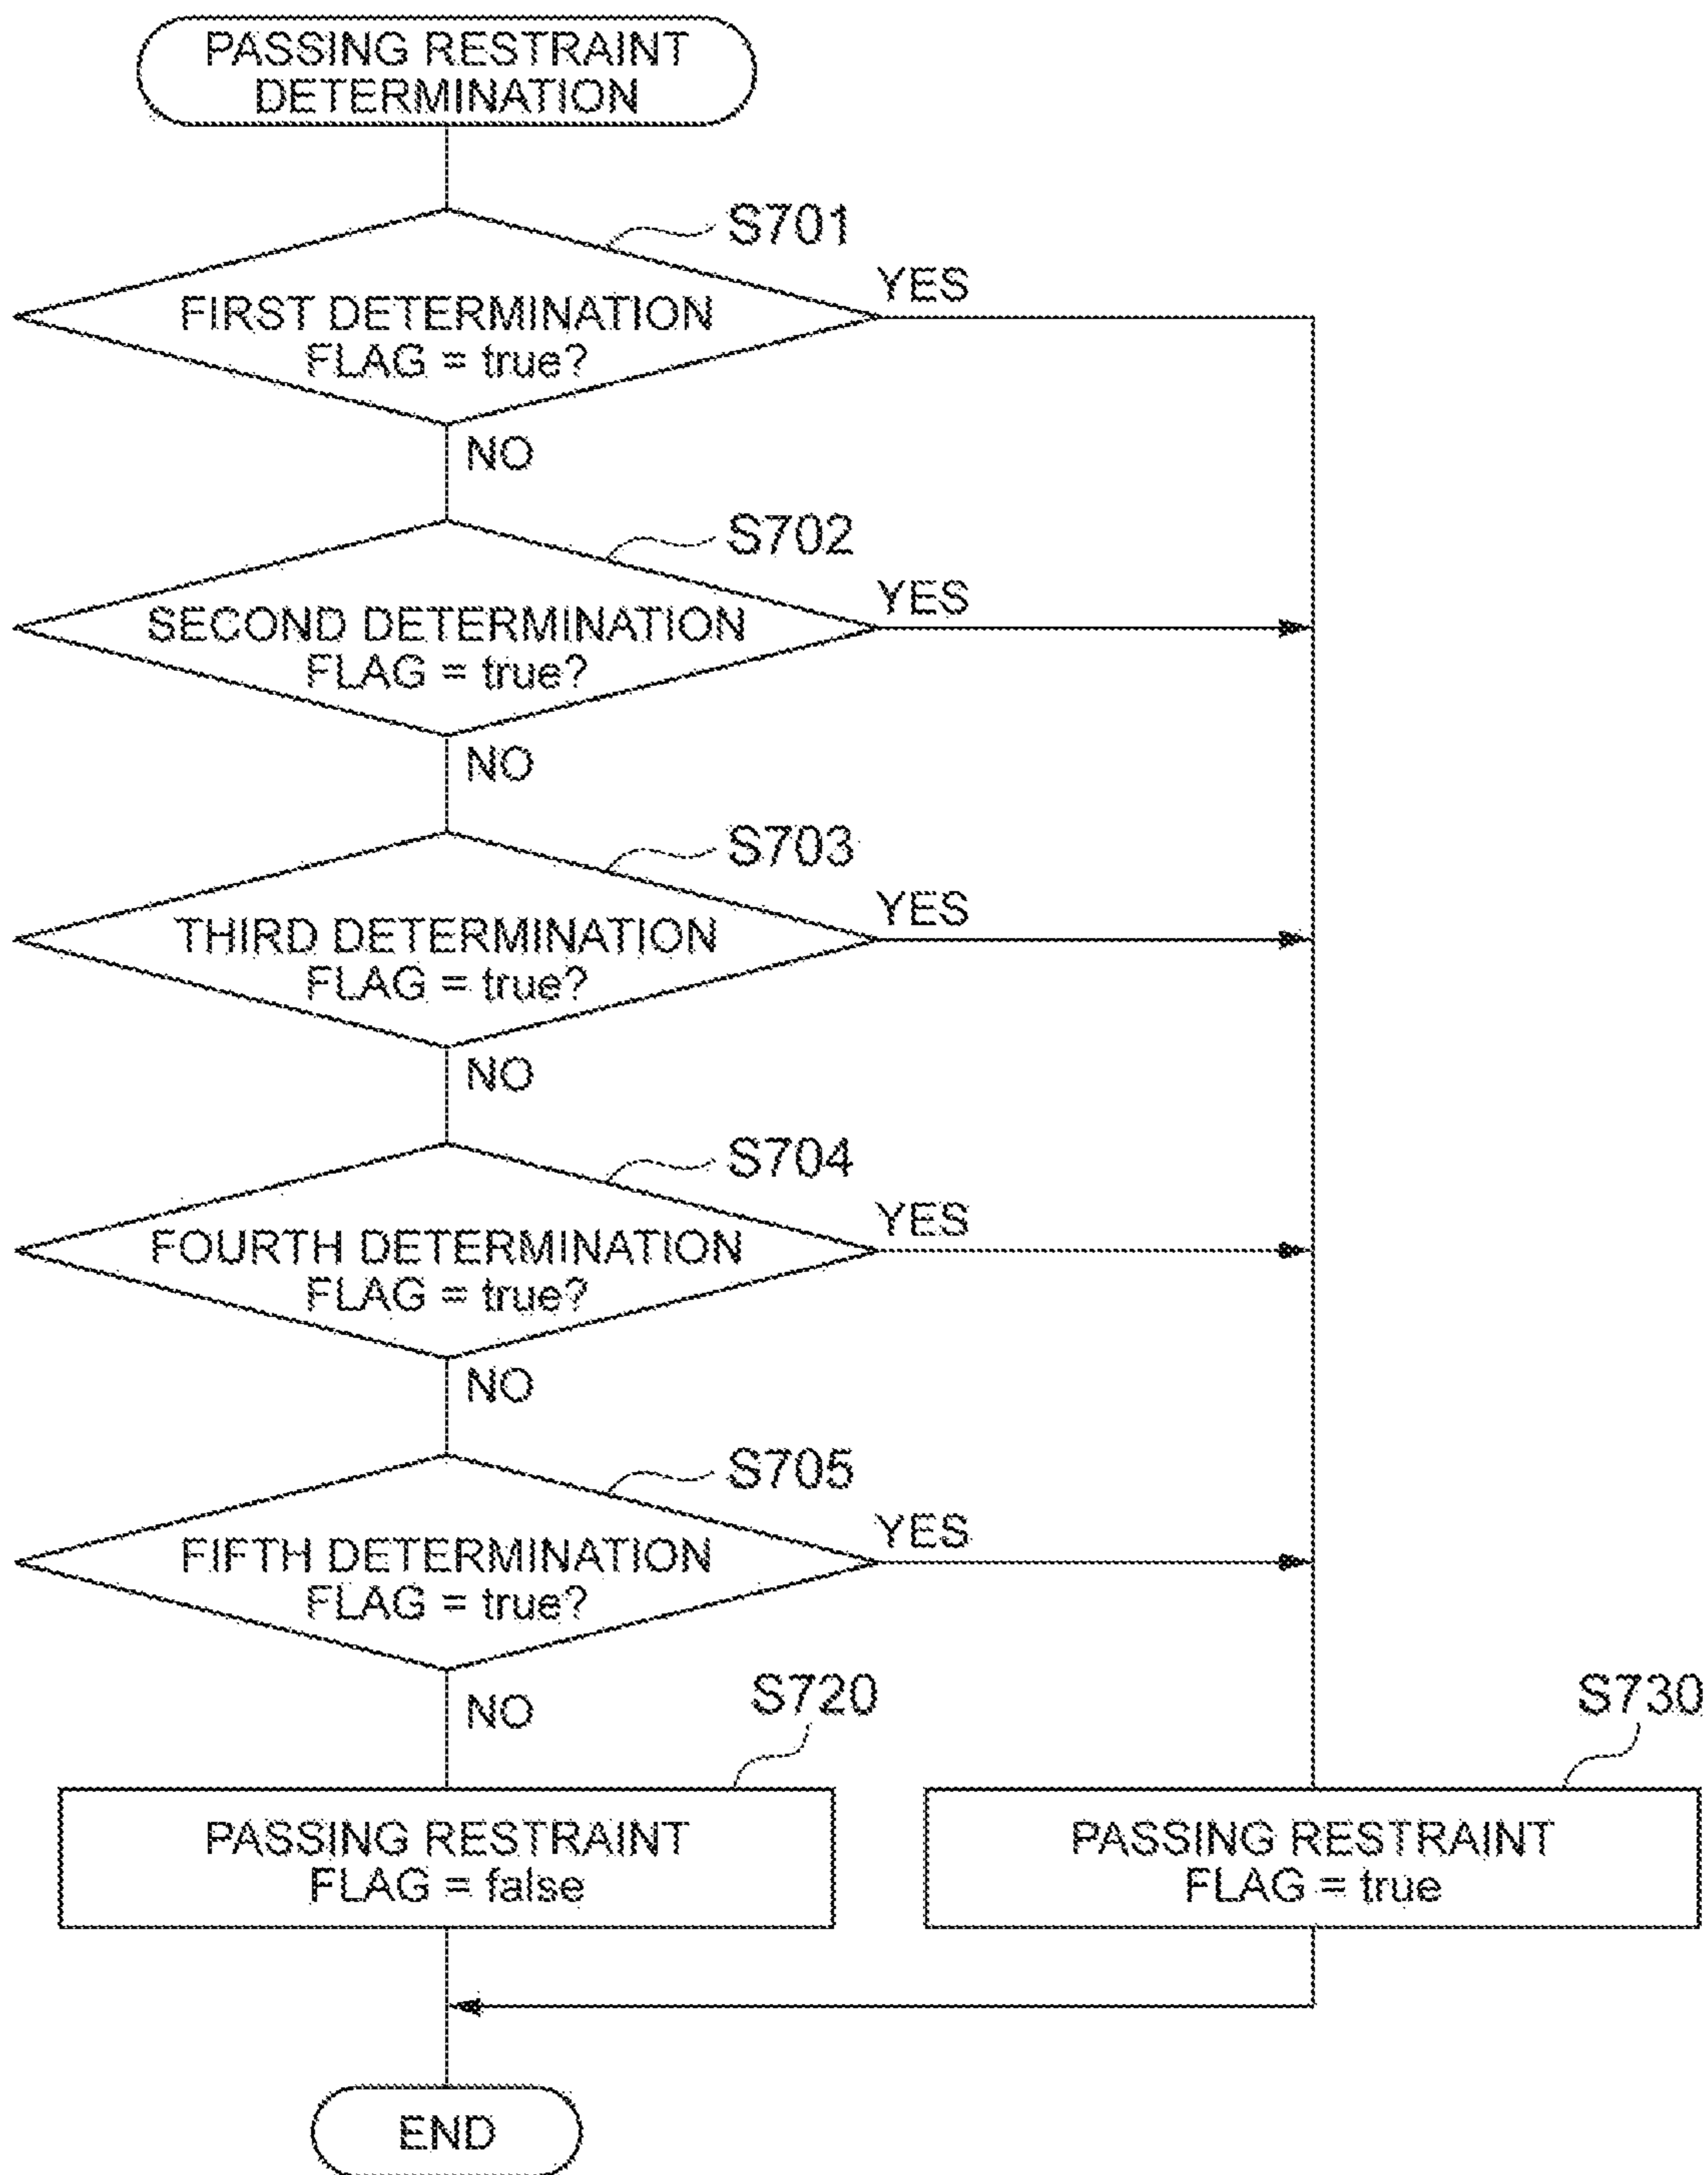 PASSING RESTRAINT
DETERMINATION
S701
YES
FIRST DETERMINATION
FLAG = true?
NO
S702
YES
SECOND DETERMINATION
FLAG = true?
NO
S703
YES
THIRD DETERMINATION
FLAG = true?
NO
S704
YES
FOURTH DETERMINATION
FLAG = true?
NO
S705
YES
FIFTH DETERMINATION
FLAG = true?
NO
S720
S730
PASSING RESTRAINT
FLAG = false
PASSING RESTRAINT
FLAG = true
END